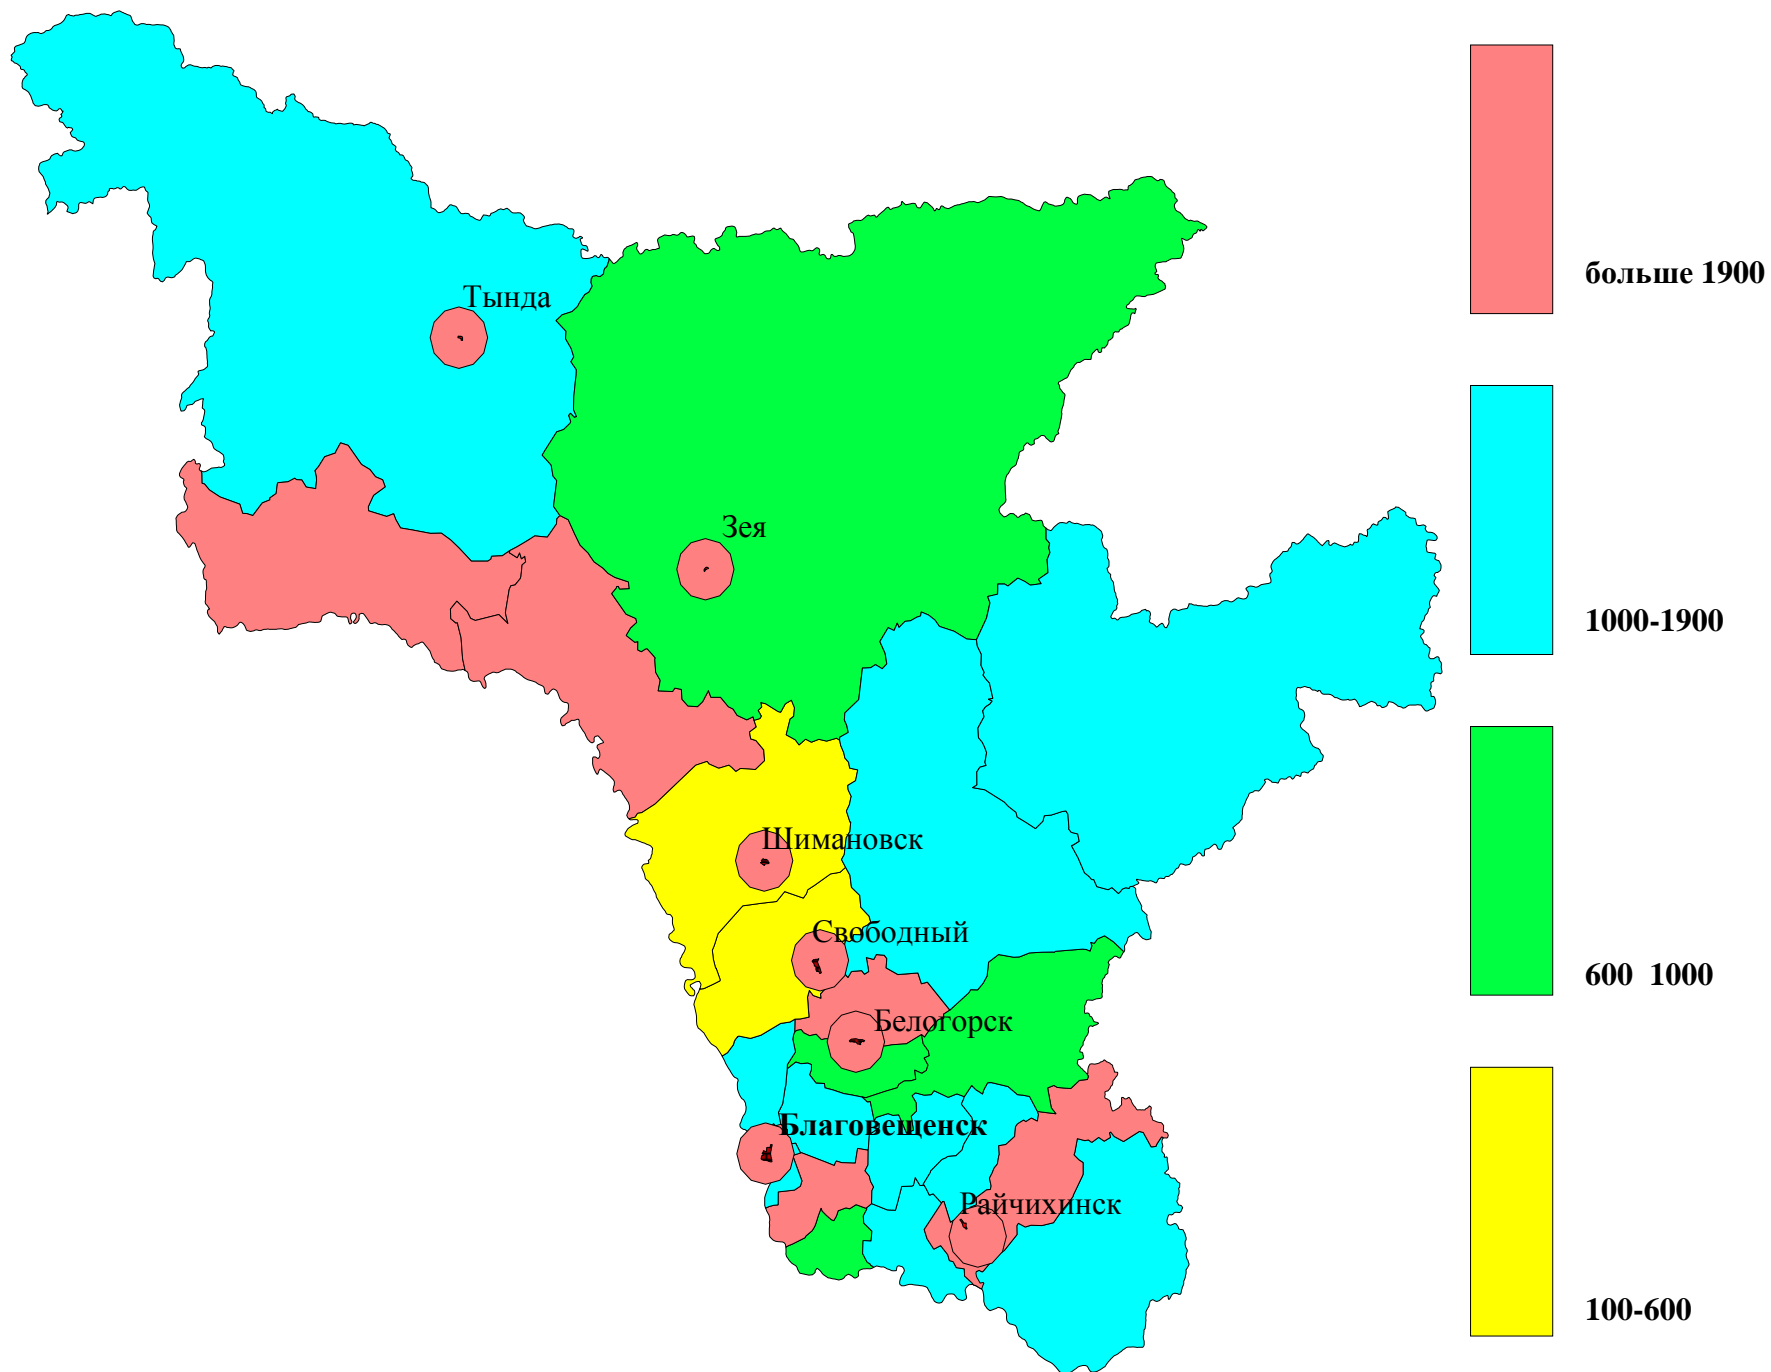 больше 1900
Тында
Зея
1000-1900
Шимановск
Свободный
600 1000
Белогорск
Благовещенск
Райчихинск
100-600